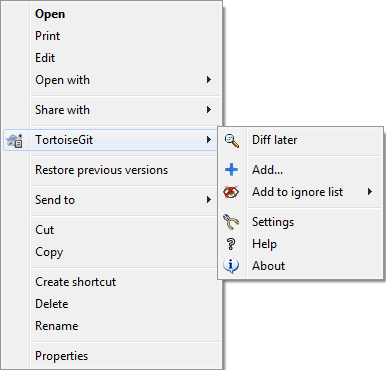 Open
Print
Edit
Open with
Share with
TortoiseGit
Restore previous versions
Send to
Cut
Copy
Create shortcut
Delete
Rename
Properties
Diff later
Add...
Add to ignore list
Settings
Help
About